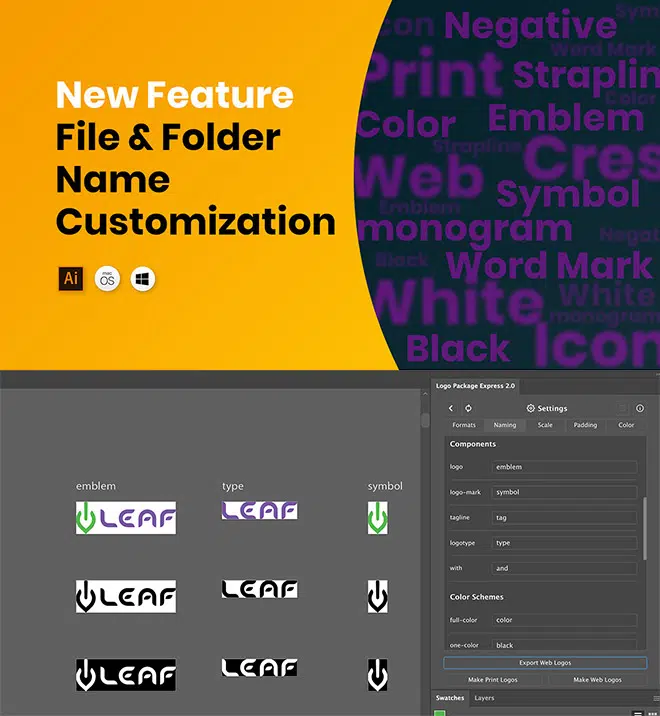 New Feature
File & Folder
Name
Customization
Ai
mac
OS
Icon
Negative
Sym
Word Mark
Print
Strapline
Color
Color
Emblem
Strapline
Cres
Web
Symbol
Emblem
monogram
Negat
Black
Word Mark
White
White
monogram
Black
Icon
Logo Package Express 2.0
Settings
Formats Naming Scale Padding Color
Components
logo emblem
logo-mark symbol
tagline tag
logotype type
with and
Color Schemes
full-color color
one-color black
Export Web Logos
Make Print Logos Make Web Logos
Swatches Layers
emblem type symbol
LEAF LEAF
LEAF LEAF
LEAF LEAF